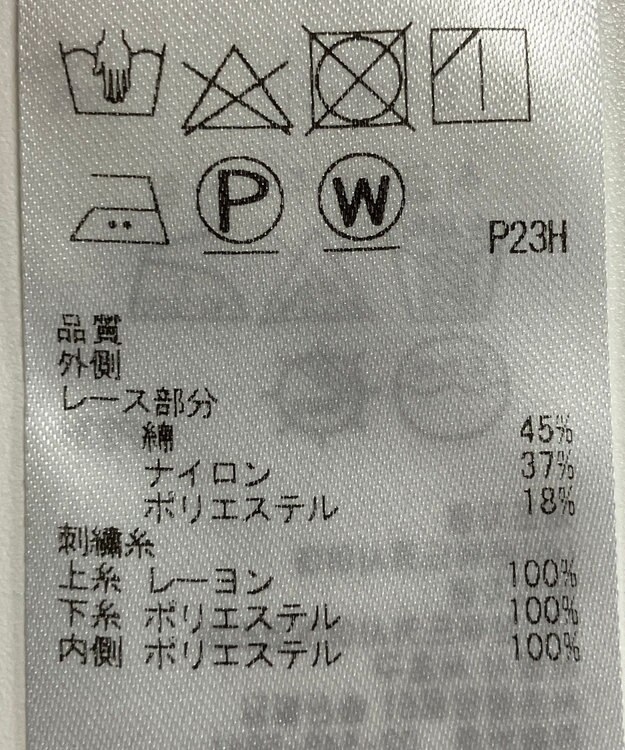 P W
P23H
品質
外側
レース部分
綿 45%
ナイロン 37%
ポリエステル 18%
刺繍糸
上糸 レーヨン 100%
下糸 ポリエステル 100%
内側 ポリエステル 100%